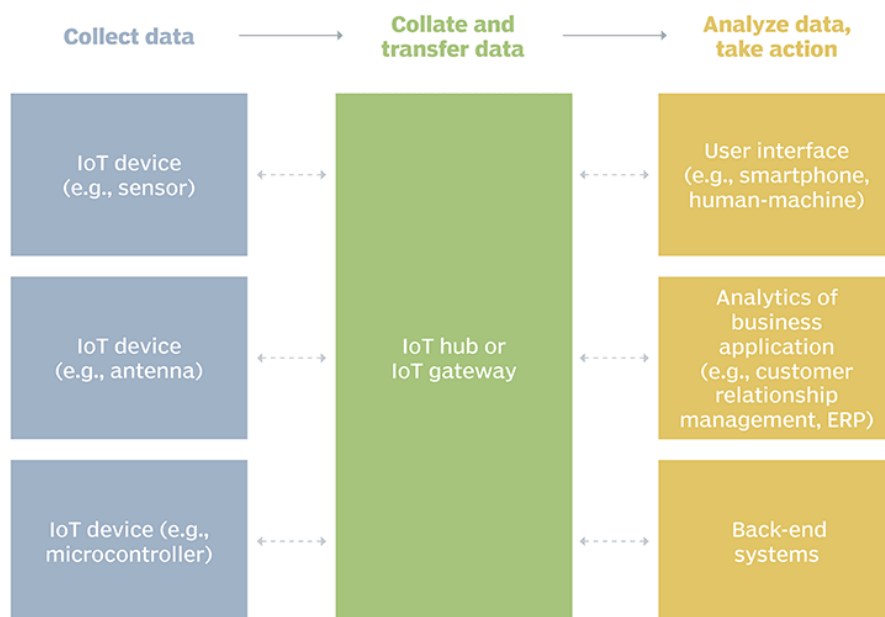 Collect data
Collate and
transfer data
Analyze data,
take action
IoT device
(e.g., sensor)
IoT device
(e.g., antenna)
IoT device (e.g.,
microcontroller)
IoT hub or
IoT gateway
User interface
(e.g., smartphone,
human-machine)
Analytics of
business
application
(e.g., customer
relationship
management, ERP)
Back-end
systems